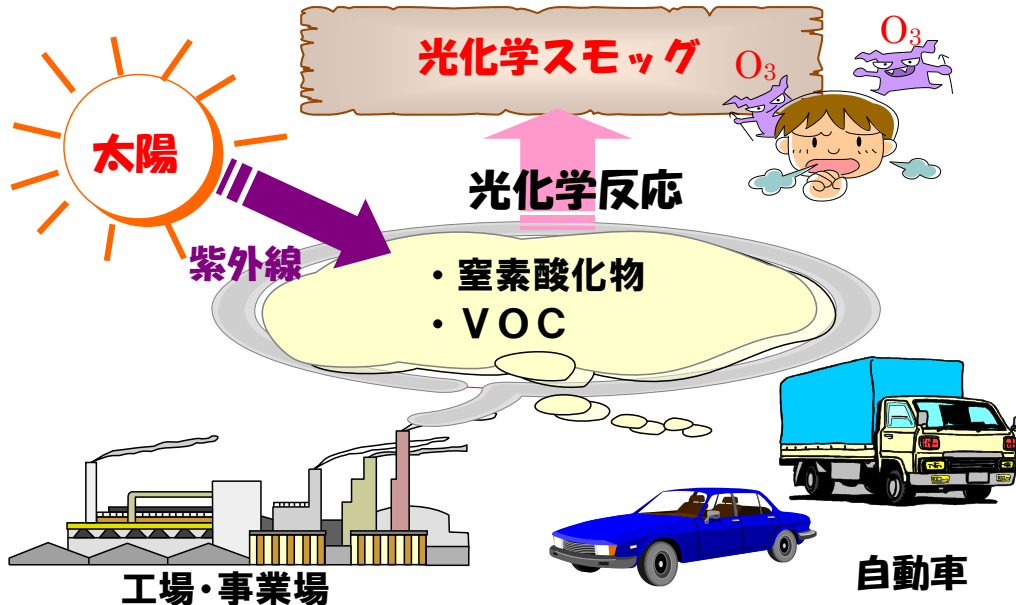 光化学スモッグ
O₃
O₃
太陽
光化学反応
紫外線
・窒素酸化物
・ＶＯＣ
工場・事業場
自動車